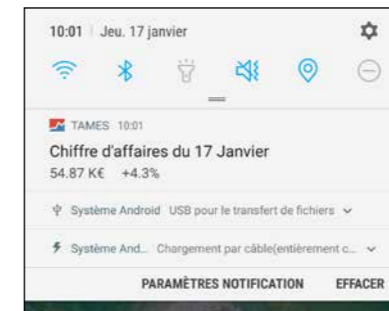 10:01 | Jeu. 17 janvier
TAMES 10:01
Chiffre d'affaires du 17 Janvier
54.87 K€ +4.3%
Système Android USB pour le transfert de fichiers
Système And... Chargement par câble(entièrement c...
PARAMÈTRES NOTIFICATION EFFACER